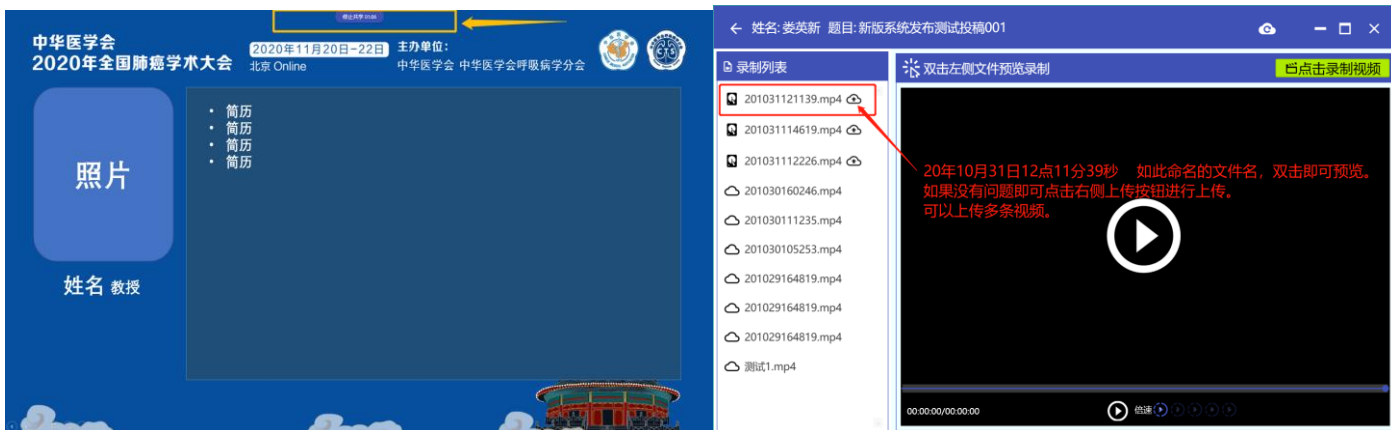 停止共享 01:08
中华医学会
2020年全国肺癌学术大会
2020年11月20日-22日
北京 Online
主办单位:
中华医学会 中华医学会呼吸病学分会
CTS
照片
姓名 教授
• 简历
• 简历
• 简历
• 简历
姓名: 娄英新 题目: 新版系统发布测试投稿001
录制列表
双击左侧文件预览录制
点击录制视频
201031121139.mp4
201031114619.mp4
201031112226.mp4
201030160246.mp4
201030111235.mp4
201030105253.mp4
201029164819.mp4
201029164819.mp4
201029164819.mp4
测试1.mp4
20年10月31日12点11分39秒 如此命名的文件名，双击即可预览。
如果没有问题即可点击右侧上传按钮进行上传。
可以上传多条视频。
00:00:00/00:00:00
倍速